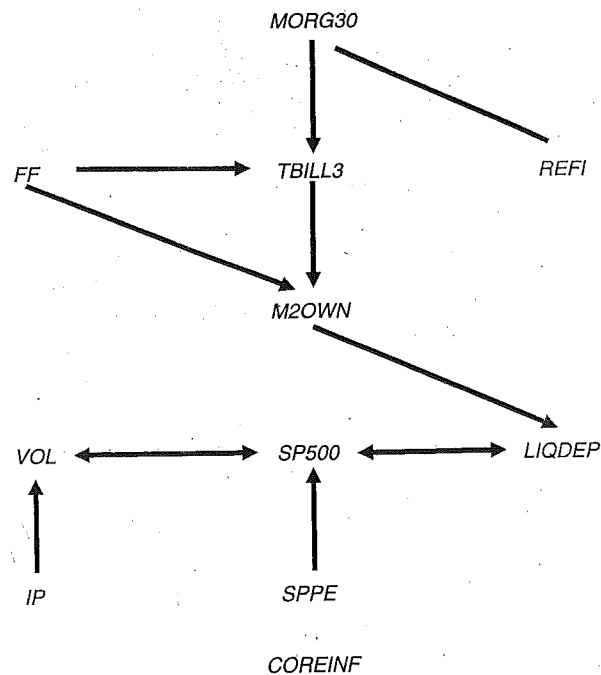 MORG30
FF
TBILL3
REFI
M2OWN
VOL
SP500
LIQDEP
IP
SPPE
COREINF